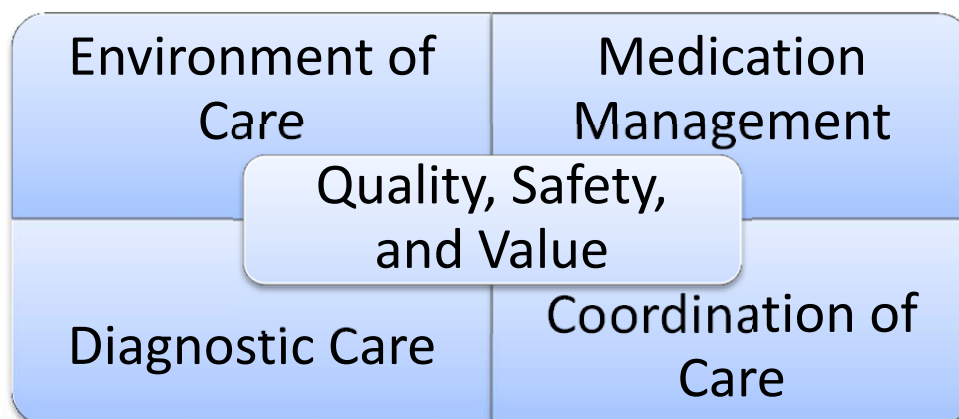 Environment of
Care
Medication
Management
Quality, Safety,
and Value
Diagnostic Care
Coordination of
Care